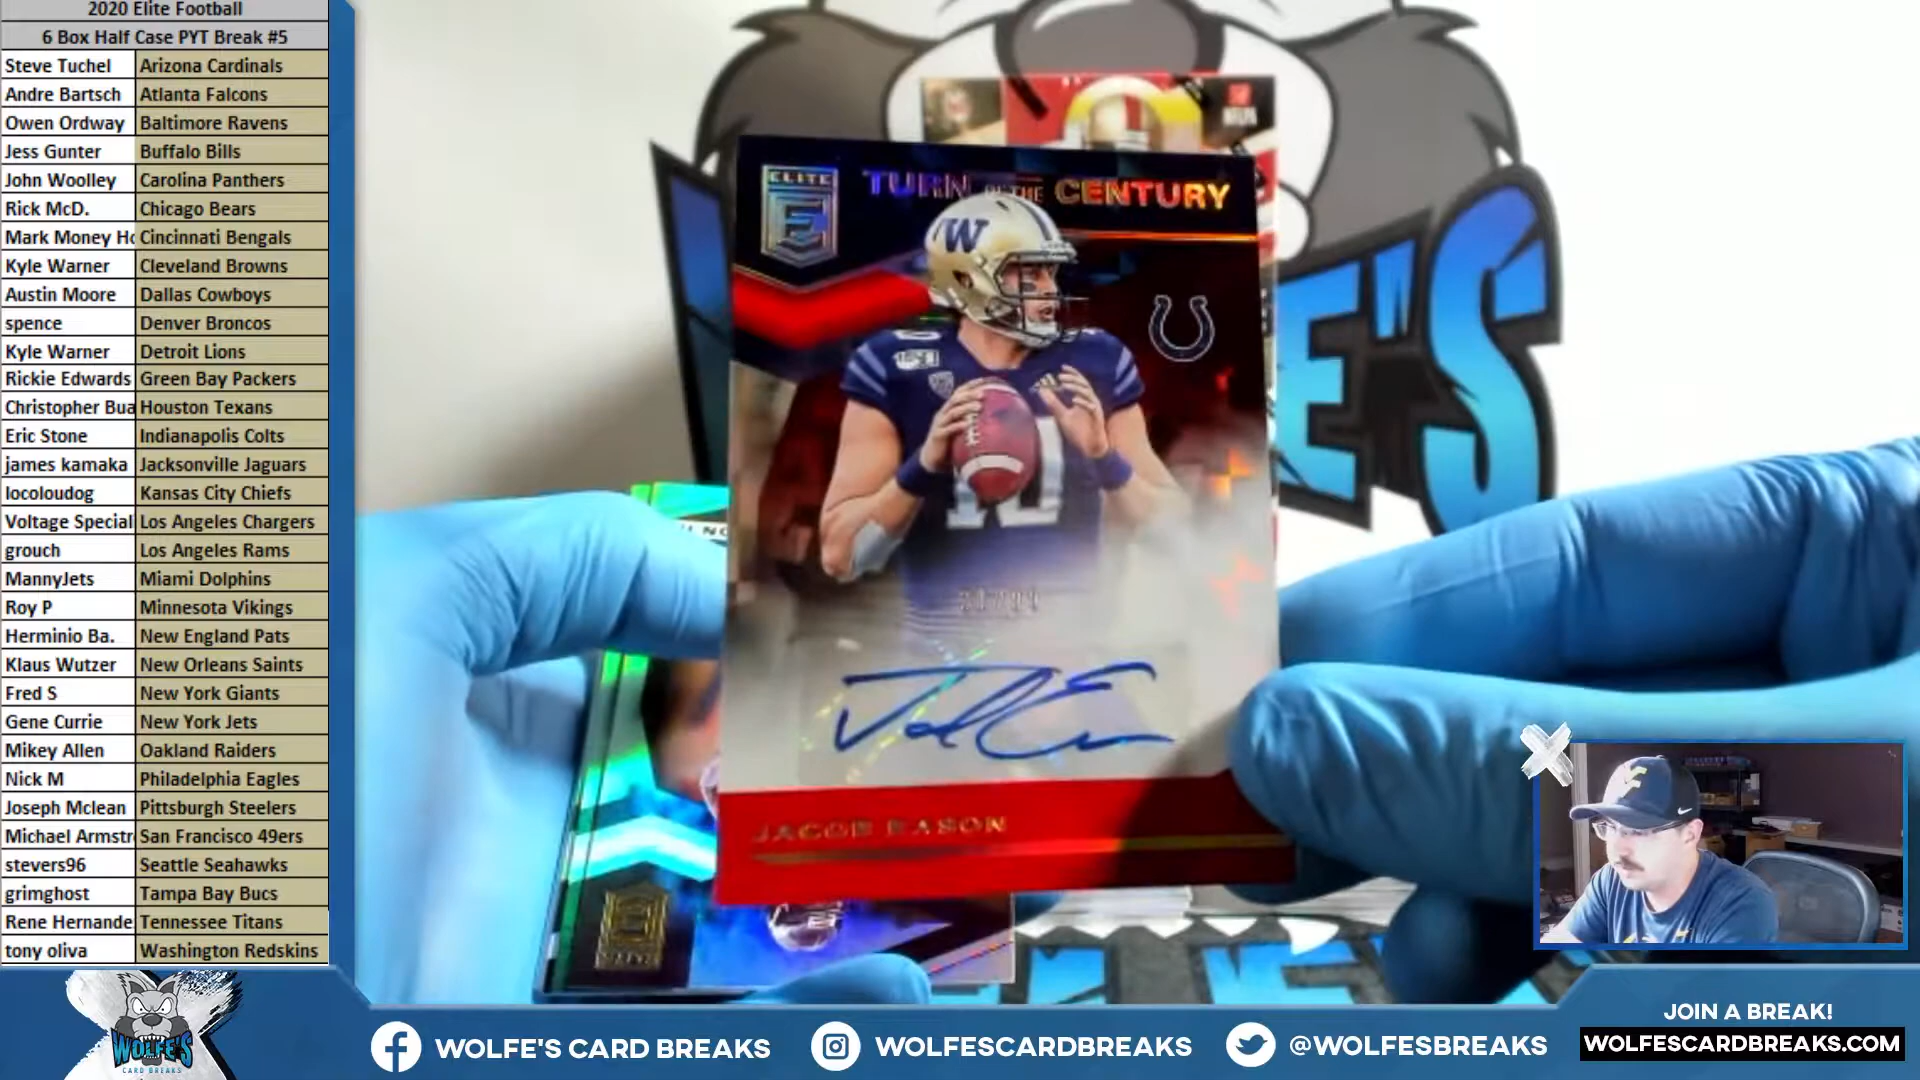 2020 Elite Football
6 Box Half Case PYT Break #5
Steve Tuchel Arizona Cardinals
Andre Bartsch Atlanta Falcons
Owen Ordway Baltimore Ravens
Jess Gunter Buffalo Bills
John Woolley Carolina Panthers
Rick McD. Chicago Bears
Mark Money Ho Cincinnati Bengals
Kyle Warner Cleveland Browns
Austin Moore Dallas Cowboys
spence Denver Broncos
Kyle Warner Detroit Lions
Rickie Edwards Green Bay Packers
Christopher Bua Houston Texans
Eric Stone Indianapolis Colts
james kamaka Jacksonville Jaguars
locoloudog Kansas City Chiefs
Voltage Special Los Angeles Chargers
grouch Los Angeles Rams
MannyJets Miami Dolphins
Roy P Minnesota Vikings
Herminio Ba. New England Pats
Klaus Wutzer New Orleans Saints
Fred S New York Giants
Gene Currie New York Jets
Mikey Allen Oakland Raiders
Nick M Philadelphia Eagles
Joseph Mclean Pittsburgh Steelers
Michael Armstr San Francisco 49ers
stevers96 Seattle Seahawks
grimghost Tampa Bay Bucs
Rene Hernande Tennessee Titans
tony oliva Washington Redskins
ELITE
E
TURN OF THE CENTURY
W
150
10
JACOB EASON
E'S
WOLFE'S
CARD BREAKS
WOLFE'S CARD BREAKS
WOLFESCARDBREAKS
@WOLFESBREAKS
JOIN A BREAK!
WOLFESCARDBREAKS.COM